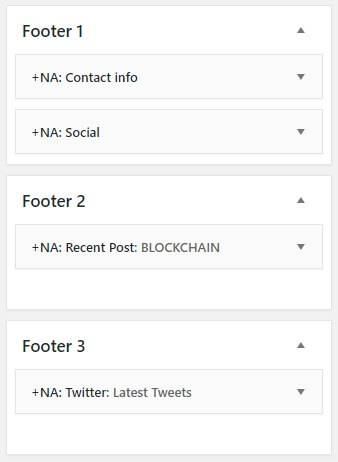 Footer 1
+NA: Contact info
+NA: Social
Footer 2
+NA: Recent Post: BLOCKCHAIN
Footer 3
+NA: Twitter: Latest Tweets